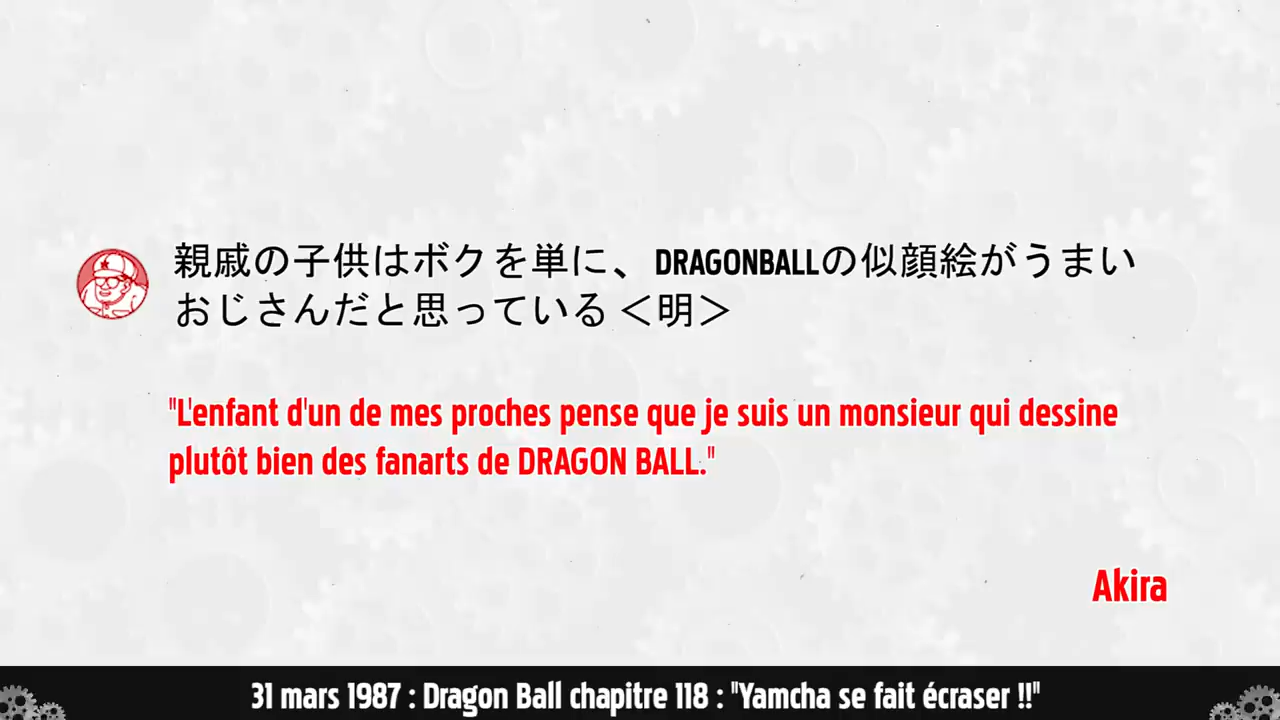 親戚の子供はボクを単に、DRAGONBALLの似顔絵がうまい
おじさんだと思っている＜明＞
"L'enfant d'un de mes proches pense que je suis un monsieur qui dessine
plutôt bien des fanarts de DRAGON BALL."
Akira
31 mars 1987 : Dragon Ball chapitre 118 : "Yamcha se fait écraser !!"